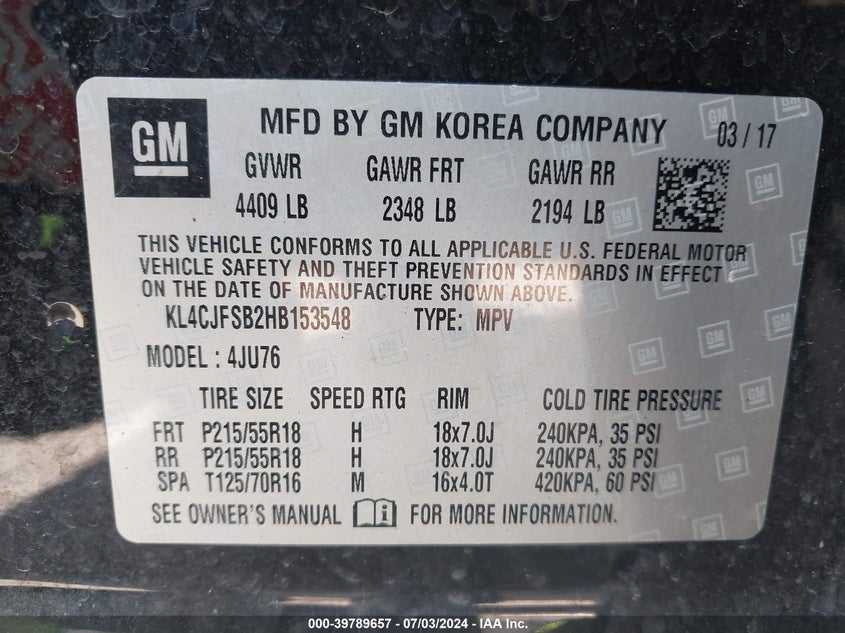 GM MFD BY GM KOREA COMPANY 03 / 17
GVWR GAWR FRT GAWR RR
4409 LB 2348 LB 2194 LB
THIS VEHICLE CONFORMS TO ALL APPLICABLE U.S. FEDERAL MOTOR
VEHICLE SAFETY AND THEFT PREVENTION STANDARDS IN EFFECT
ON THE DATE OF MANUFACTURE SHOWN ABOVE.
KL4CJFSB2HB153548 TYPE: MPV
MODEL : 4JU76
TIRE SIZE SPEED RTG RIM COLD TIRE PRESSURE
FRT P215/55R18 H 18x7.0J 240KPA, 35 PSI
RR P215/55R18 H 18x7.0J 240KPA, 35 PSI
SPA T125/70R16 M 16x4.0T 420KPA, 60 PSI
SEE OWNER'S MANUAL i FOR MORE INFORMATION.
000-39789657 - 07/03/2024 - IAA Inc.